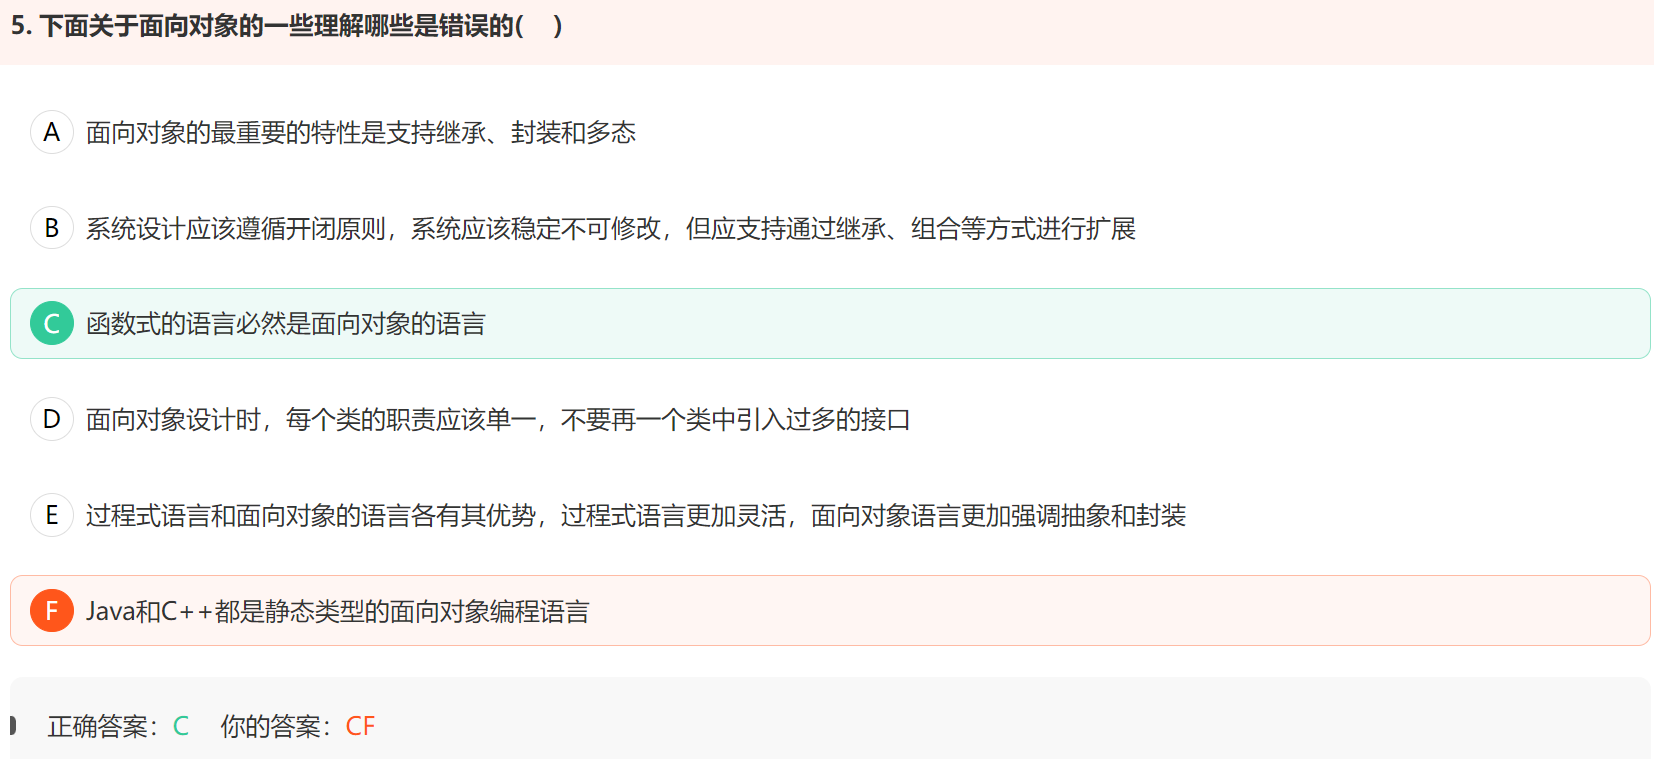 5. 下面关于面向对象的一些理解哪些是错误的(    )
A 面向对象的最重要的特性是支持继承、封装和多态
B 系统设计应该遵循开闭原则，系统应该稳定不可修改，但应支持通过继承、组合等方式进行扩展
C 函数式的语言必然是面向对象的语言
D 面向对象设计时，每个类的职责应该单一，不要再一个类中引入过多的接口
E 过程式语言和面向对象的语言各有其优势，过程式语言更加灵活，面向对象语言更加强调抽象和封装
F Java和C++都是静态类型的面向对象编程语言
正确答案：C    你的答案：CF